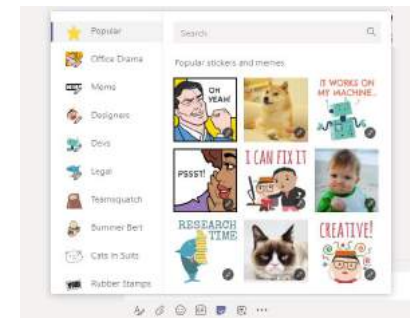 Popular
Search
Office Drama
Popular stickers and memes
Meme
Designers
Devs
Legal
Teamsquatch
Bummer Bert
Cats In Suits
Rubber Stamps
OH YEAH!
IT WORKS ON
MY MACHINE...
PSSST!
I CAN FIX IT
RESEARCH
TIME
CREATIVE!